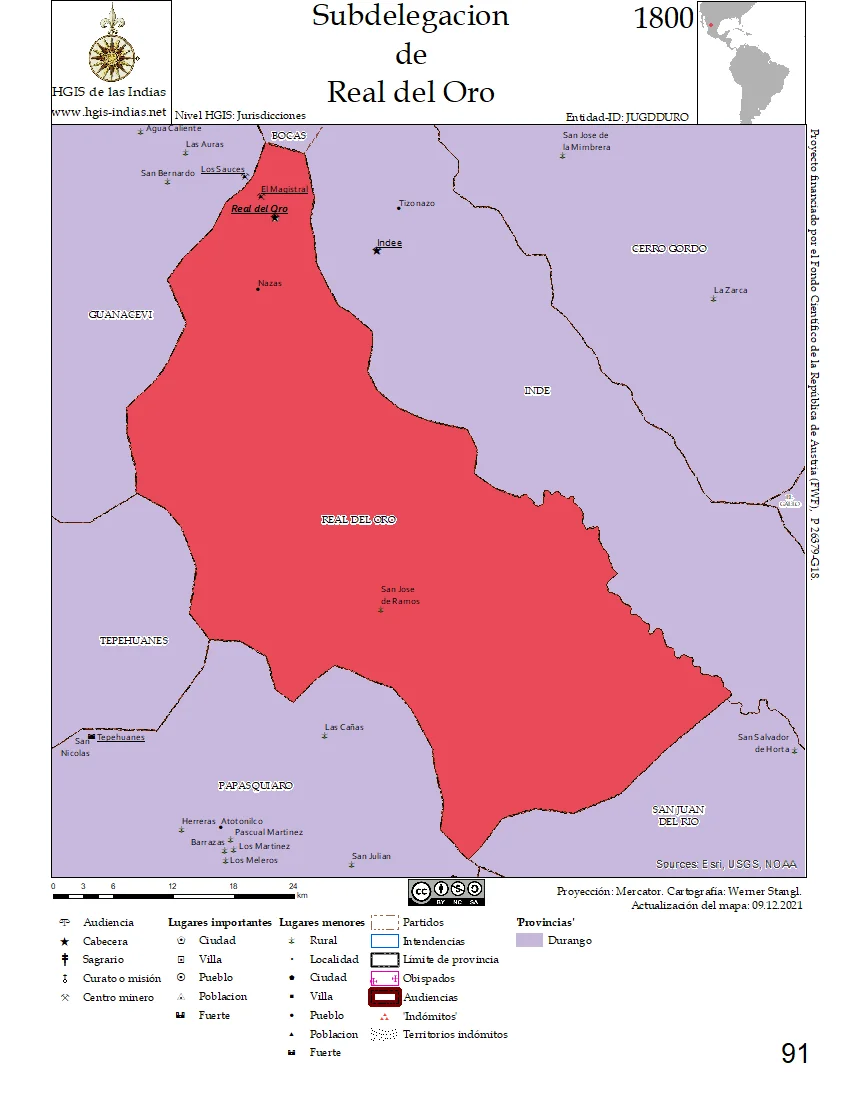 Subdelegacion
de
Real del Oro
1800
HGIS de las Indias
www.hgis-indias.net
Nivel HGIS: Jurisdicciones
Entidad-ID: JUGDDURO
Agua Caliente
BOCAS
San Jose de
la Mimbrera
Las Auras
San Bernardo
Los Sauces
El Magistral
Real del Oro
Tizonazo
Indee
CERRO GORDO
Nazas
La Zarca
GUANACEVI
INDE
EL
GALLO
REAL DEL ORO
San Jose
de Ramos
TEPEHUANES
Las Cañas
San
Nicolas
Tepehuanes
San Salvador
de Horta
PAPASQUIARO
SAN JUAN
DEL RIO
Herreras
Atotonilco
Pascual Martinez
Barrazas
Los Martinez
Los Meleros
San Julian
Sources: Esri, USGS, NOAA
Proyecto financiado por el Fondo Científico de la República de Austria (FWF), P 26379-G18.
0 3 6 12 18 24
km
cc
BY NC SA
Proyección: Mercator. Cartografía: Werner Stangl.
Actualización del mapa: 09.12.2021
Audiencia
Cabecera
Sagrario
Curato o misión
Centro minero
Lugares importantes
Ciudad
Villa
Pueblo
Poblacion
Fuerte
Lugares menores
Rural
Localidad
Ciudad
Villa
Pueblo
Poblacion
Fuerte
Partidos
Intendencias
Límite de provincia
Obispados
Audiencias
'Indómitos'
Territorios indómitos
'Provincias'
Durango
91